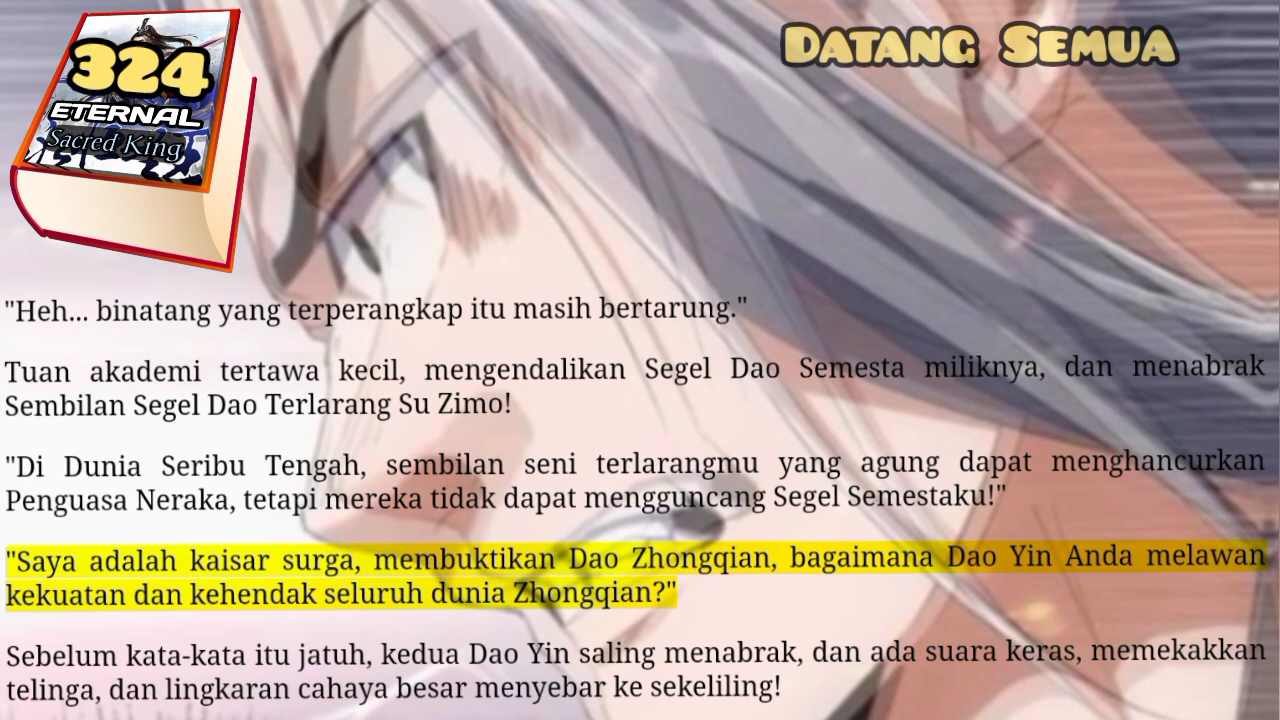 324
ETERNAL
Sacred King
DATANG SEMUA
"Heh... binatang yang terperangkap itu masih bertarung."
Tuan akademi tertawa kecil, mengendalikan Segel Dao Semesta miliknya, dan menabrak
Sembilan Segel Dao Terlarang Su Zimo!
"Di Dunia Seribu Tengah, sembilan seni terlarangmu yang agung dapat menghancurkan
Penguasa Neraka, tetapi mereka tidak dapat mengguncang Segel Semestaku!"
"Saya adalah kaisar surga, membuktikan Dao Zhongqian, bagaimana Dao Yin Anda melawan
kekuatan dan kehendak seluruh dunia Zhongqian?"
Sebelum kata-kata itu jatuh, kedua Dao Yin saling menabrak, dan ada suara keras, memekakkan
telinga, dan lingkaran cahaya besar menyebar ke sekeliling!